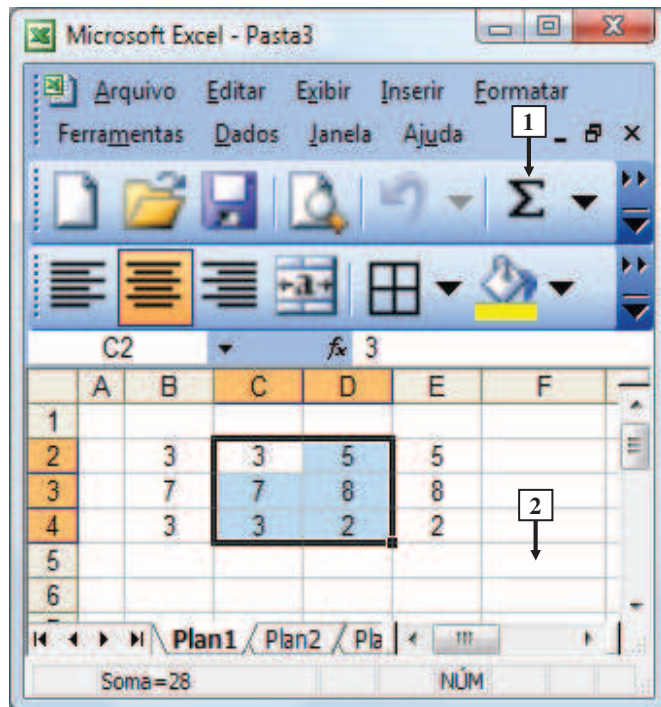 Microsoft Excel - Pasta3
Arquivo Editar Exibir Inserir Formatar
Ferramentas Dados Janela Ajuda
1
Σ
a
C2 fx 3
A B C D E F
1
2 3 3 5 5
3 7 7 8 8
4 3 3 2 2
2
5
6
Plan1 Plan2 Pla
Soma=28 NÚM